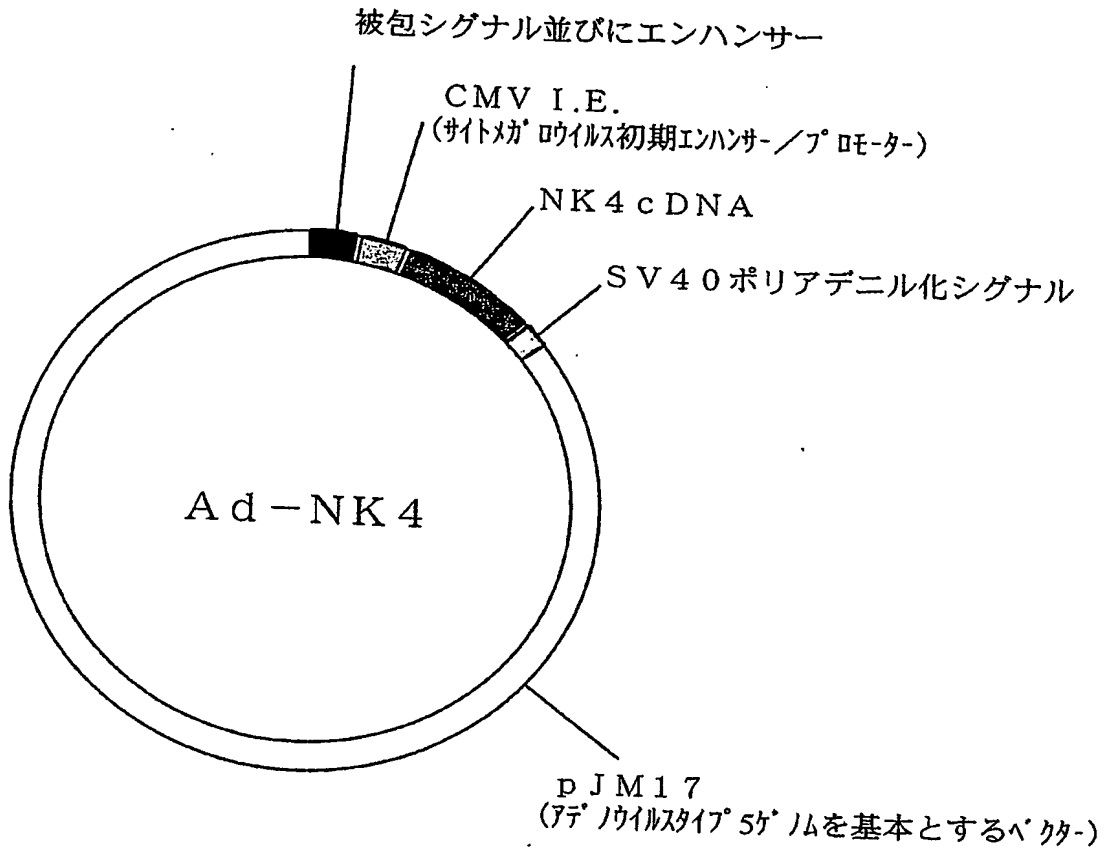 被包シグナル並びにエンハンサー
CMV I.E.
(サイトメガロウイルス初期エンハンサー／プロモーター)
NK4cDNA
SV40ポリアデニル化シグナル
Ad-NK4
pJM17
(アデノウイルスタイプ5ゲノムを基本とするベクター)